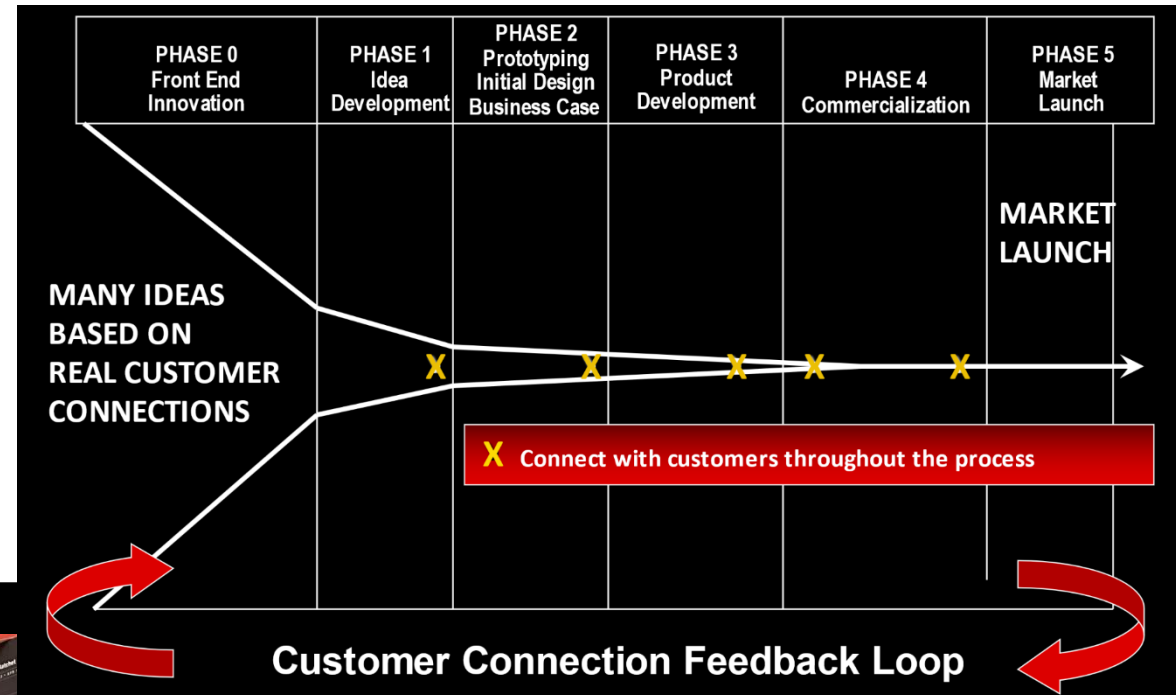 PHASE 0
Front End
Innovation
PHASE 1
Idea
Development
PHASE 2
Prototyping
Initial Design
Business Case
PHASE 3
Product
Development
PHASE 4
Commercialization
PHASE 5
Market
Launch
MARKET
LAUNCH
MANY IDEAS
BASED ON
REAL CUSTOMER
CONNECTIONS
X X X X X
X Connect with customers throughout the process
Customer Connection Feedback Loop